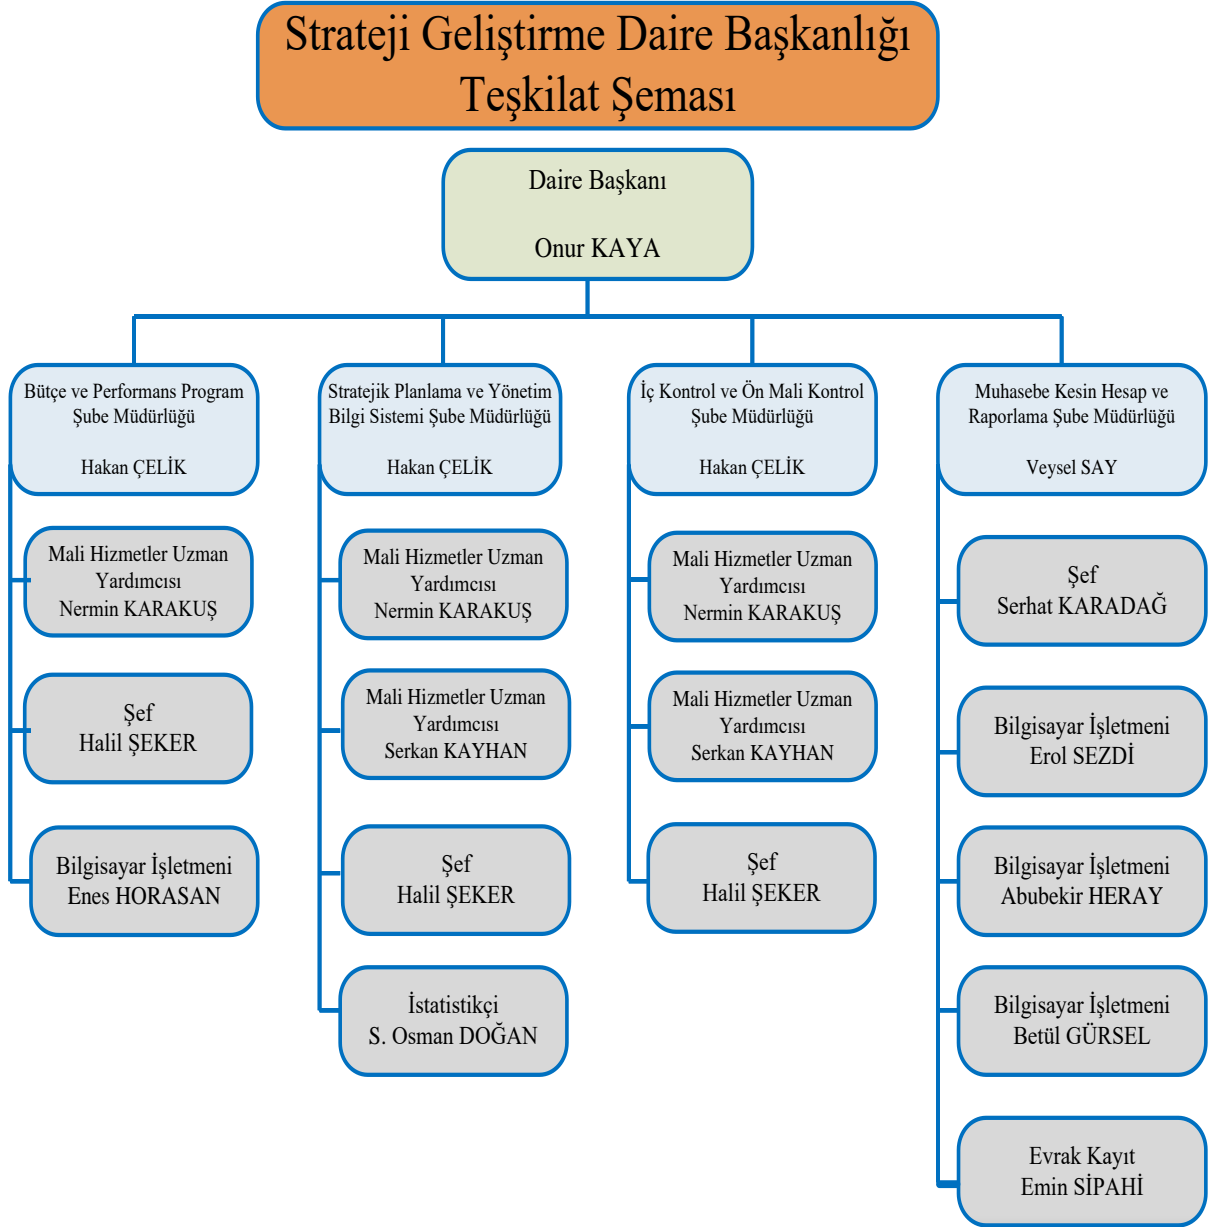 Strateji Geliştirme Daire Başkanlığı
Teşkilat Şeması
Daire Başkanı
Onur KAYA
Bütçe ve Performans Program
Şube Müdürlüğü
Hakan ÇELİK
Mali Hizmetler Uzman
Yardımcısı
Nermin KARAKUŞ
Şef
Halil ŞEKER
Bilgisayar İşletmeni
Enes HORASAN
Stratejik Planlama ve Yönetim
Bilgi Sistemi Şube Müdürlüğü
Hakan ÇELİK
Mali Hizmetler Uzman
Yardımcısı
Nermin KARAKUŞ
Mali Hizmetler Uzman
Yardımcısı
Serkan KAYHAN
Şef
Halil ŞEKER
İstatistikçi
S. Osman DOĞAN
İç Kontrol ve Ön Mali Kontrol
Şube Müdürlüğü
Hakan ÇELİK
Mali Hizmetler Uzman
Yardımcısı
Nermin KARAKUŞ
Mali Hizmetler Uzman
Yardımcısı
Serkan KAYHAN
Şef
Halil ŞEKER
Muhasebe Kesin Hesap ve
Raporlama Şube Müdürlüğü
Veysel SAY
Şef
Serhat KARADAĞ
Bilgisayar İşletmeni
Erol SEZDİ
Bilgisayar İşletmeni
Abubekir HERAY
Bilgisayar İşletmeni
Betül GÜRSEL
Evrak Kayıt
Emin SİPAHİ